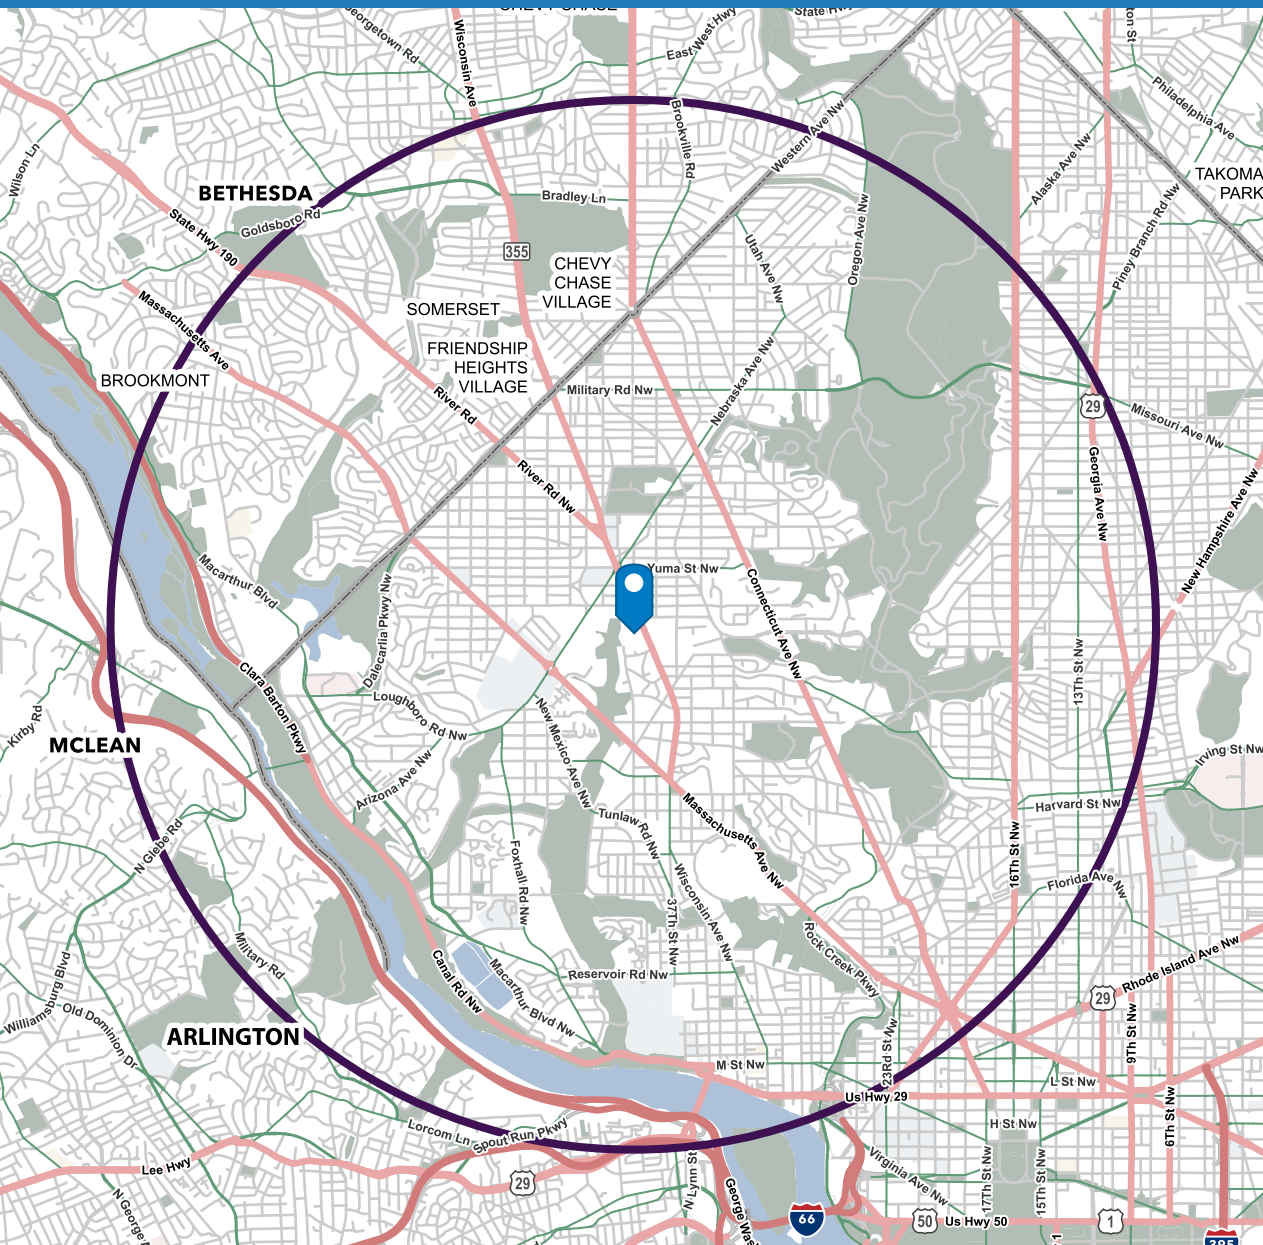 State Hwy
Georgetown Rd
Wisconsin Ave
East West Hwy
Philadelphia Ave
Brookville Rd
Western Ave Nw
Alaska Ave Nw
Wilson Ln
TAKOMA
PARK
BETHESDA
Bradley Ln
Goldsboro Rd
State Hwy 190
Piney Branch Rd Nw
Oregon Ave Nw
Utah Ave Nw
355
CHEVY
CHASE
VILLAGE
SOMERSET
Massachusetts Ave
FRIENDSHIP
HEIGHTS
VILLAGE
BROOKMONT
Military Rd Nw
Nebraska Ave Nw
River Rd
29
Missouri Ave Nw
River Rd Nw
Georgia Ave Nw
New Hampshire Ave Nw
Macarthur Blvd
Yuma St Nw
Connecticut Ave Nw
Dalecarlia Pkwy Nw
13Th St Nw
Clara Barton Pkwy
Loughboro Rd Nw
Kirby Rd
MCLEAN
New Mexico Ave Nw
Irving St Nw
Arizona Ave Nw
Harvard St Nw
Massachusetts Ave Nw
Tunlaw Rd Nw
N Glebe Rd
16Th St Nw
Foxhall Rd Nw
Wisconsin Ave Nw
Florida Ave Nw
37Th St Nw
Rock Creek Pkwy
Military Rd
Rhode Island Ave Nw
Canal Rd Nw
Macarthur Blvd Nw
Reservoir Rd Nw
Williamsburg Blvd
29
Old Dominion Dr
ARLINGTON
23Rd St Nw
9Th St Nw
M St Nw
L St Nw
Us Hwy 29
6Th St Nw
H St Nw
Lorcom Ln
Spout Run Pkwy
Lee Hwy
29
Virginia Ave Nw
17Th St Nw
15Th St Nw
N Lynn St
N George
George Was
66
50
Us Hwy 50
1
395